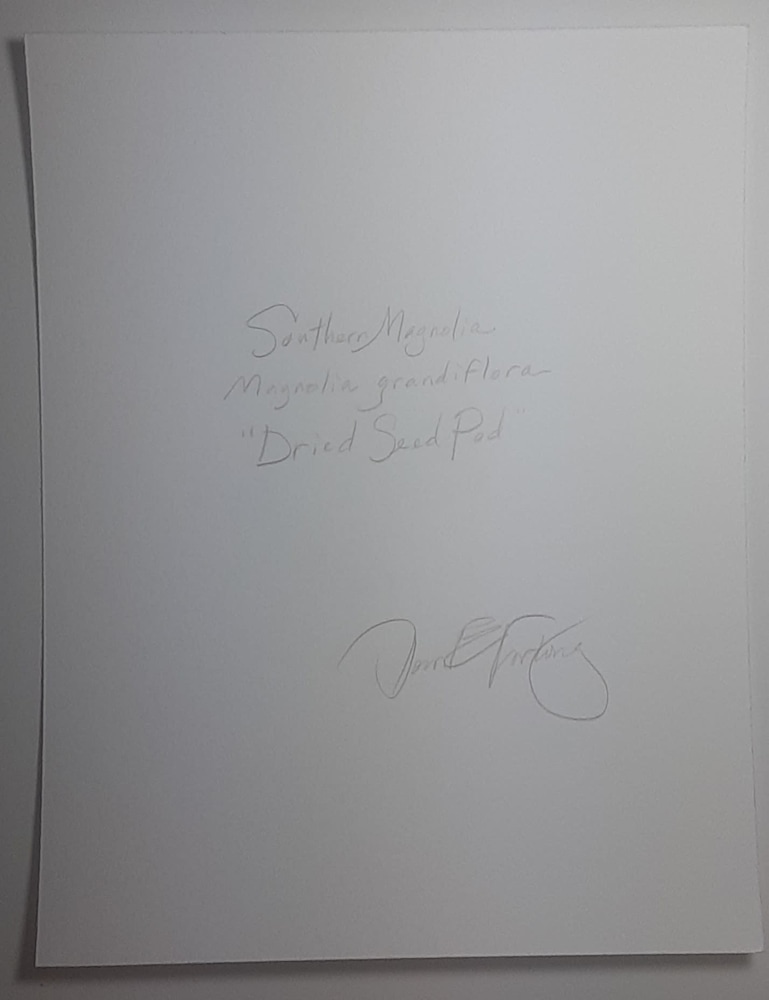 Southern Magnolia
Magnolia grandiflora
"Dried Seed Pod"